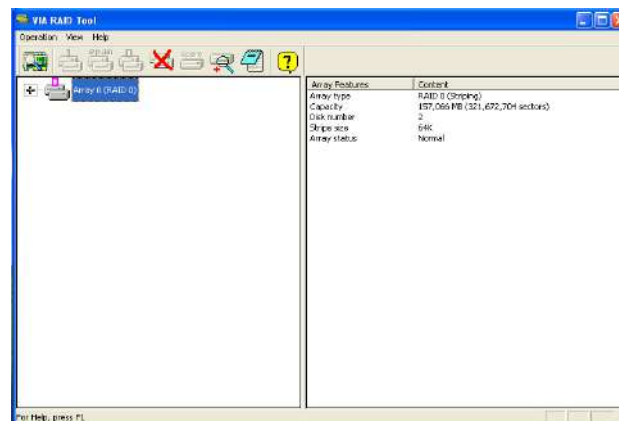 VIA RAID Tool
Operation View Help
Array 0 (RAID 0)
Array Features Content
Array type RAID 0 (Striping)
Capacity 157,066 MB (321,672,704 sectors)
Disk number 2
Stripe size 64K
Array status Normal
For Help, press F1